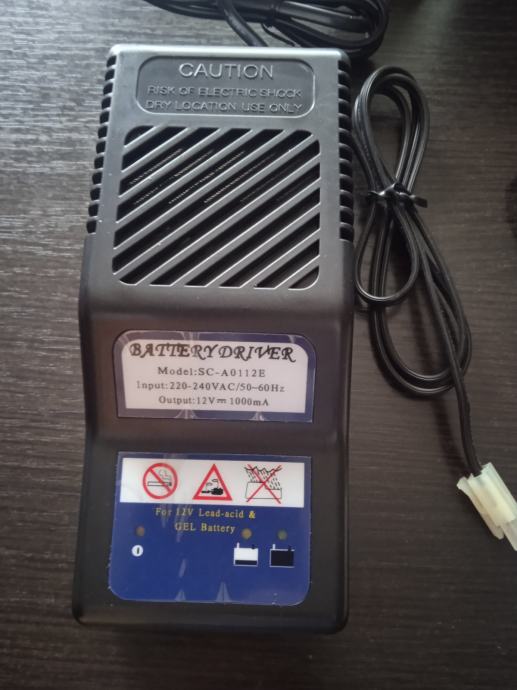 CAUTION
RISK OF ELECTRIC SHOCK
DRY LOCATION USE ONLY
BATTERY DRIVER
Model:SC-A0112E
Input:220-240VAC/50~60Hz
Output:12V⎓1000mA
For 12V Lead-acid &
GEL Battery